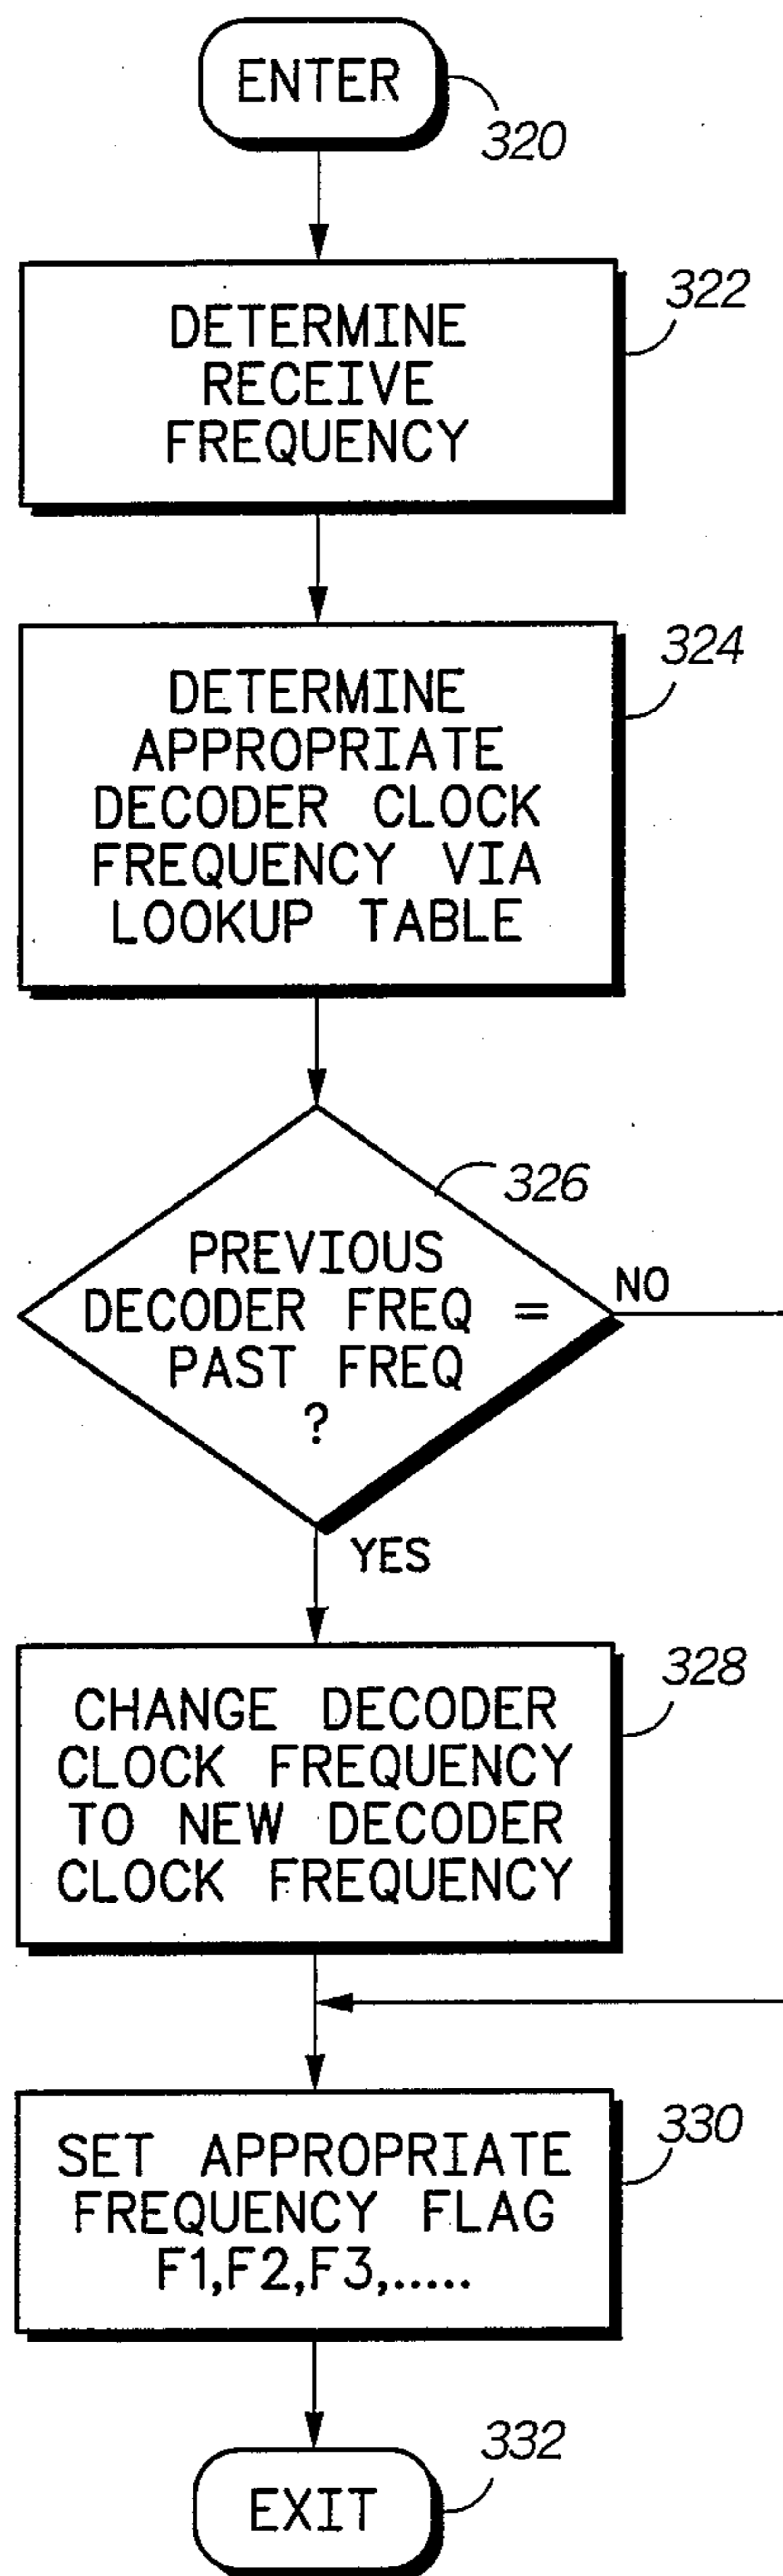 ENTER
320
DETERMINE
RECEIVE
FREQUENCY
322
DETERMINE
APPROPRIATE
DECODER CLOCK
FREQUENCY VIA
LOOKUP TABLE
324
326
PREVIOUS
DECODER FREQ =
PAST FREQ
?
NO
YES
CHANGE DECODER
CLOCK FREQUENCY
TO NEW DECODER
CLOCK FREQUENCY
328
SET APPROPRIATE
FREQUENCY FLAG
F1,F2,F3,.....
330
EXIT
332